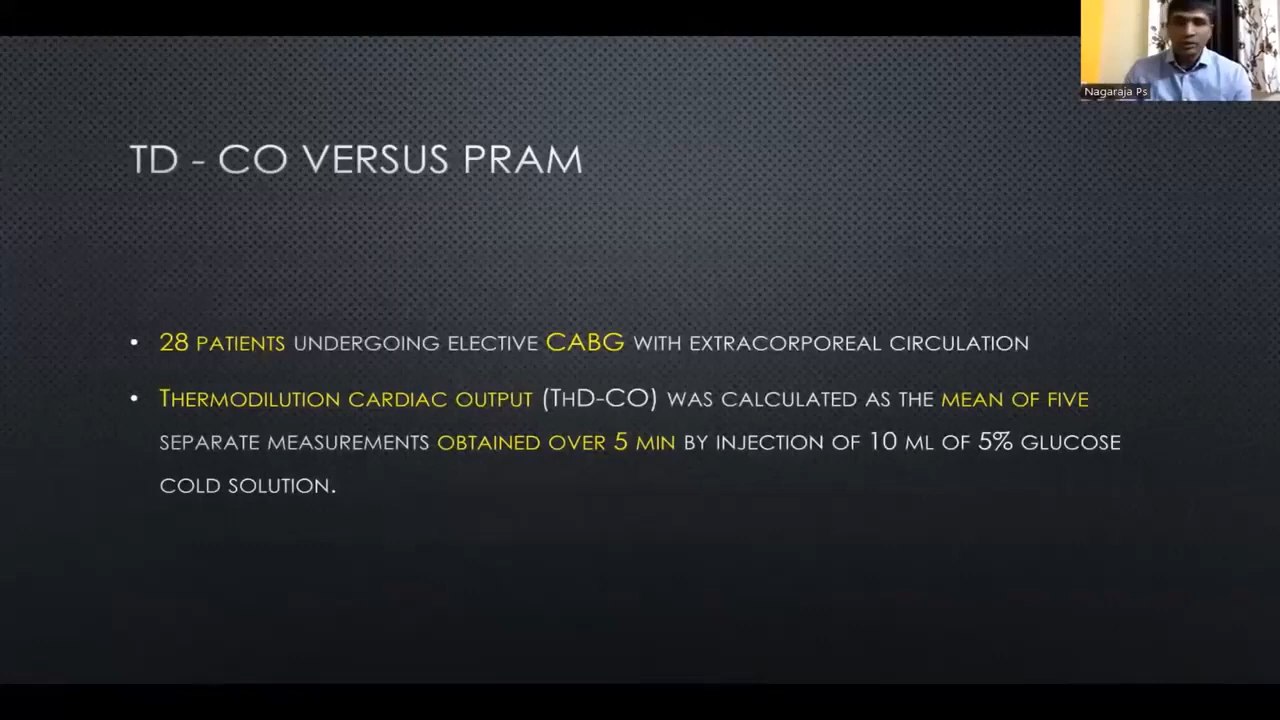 Nagaraja Ps
TD - CO VERSUS PRAM
• 28 PATIENTS UNDERGOING ELECTIVE CABG WITH EXTRACORPOREAL CIRCULATION
• THERMODILUTION CARDIAC OUTPUT (THD-CO) WAS CALCULATED AS THE MEAN OF FIVE
SEPARATE MEASUREMENTS OBTAINED OVER 5 MIN BY INJECTION OF 10 ML OF 5% GLUCOSE
COLD SOLUTION.